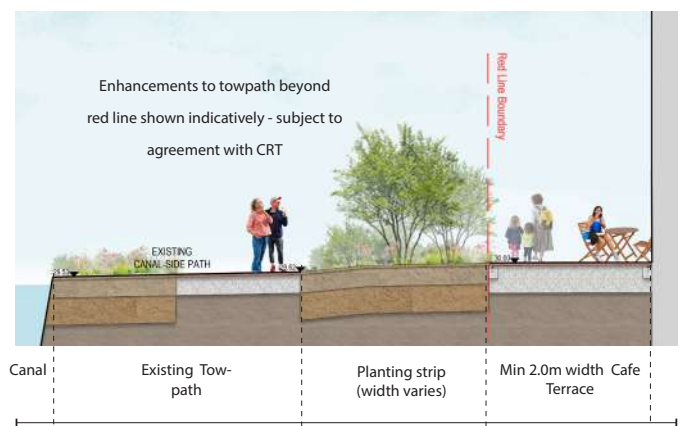 Enhancements to towpath beyond
red line shown indicatively - subject to
agreement with CRT
Red Line Boundary
EXISTING
CANAL-SIDE PATH
Canal
Existing Tow-
path
Planting strip
(width varies)
Min 2.0m width Cafe
Terrace